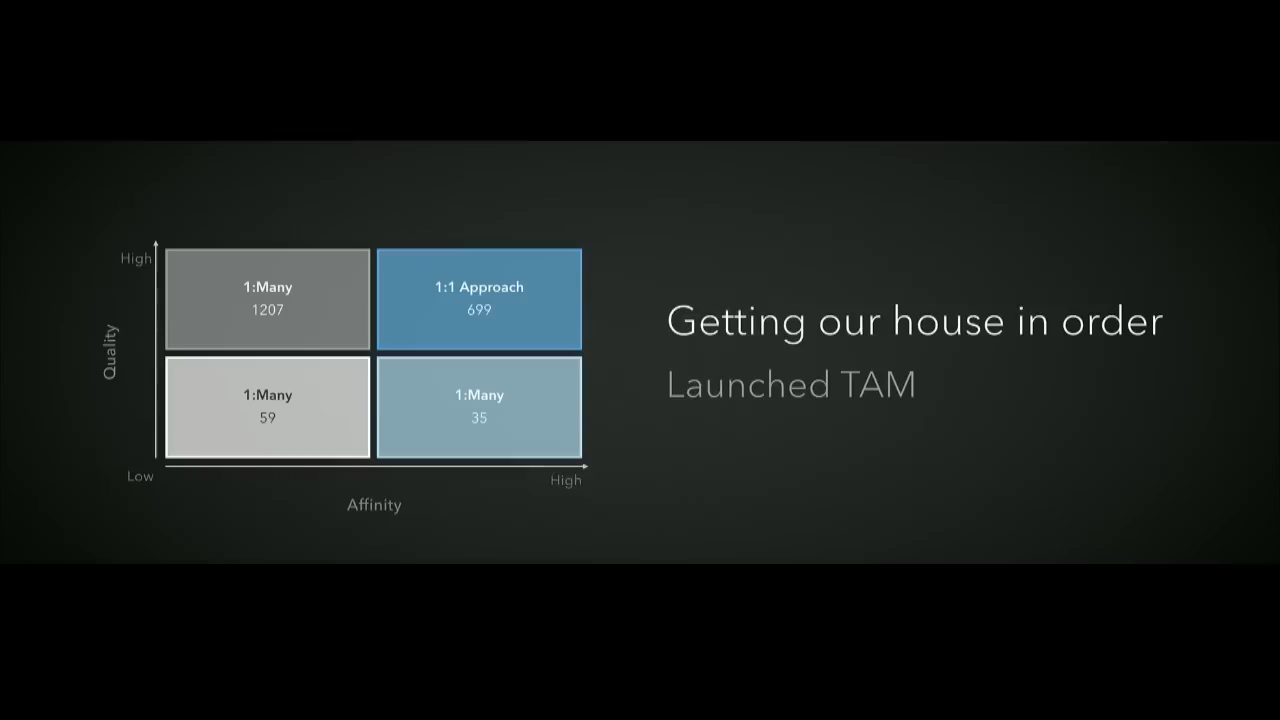 High
1:Many
1207
1:1 Approach
699
Quality
1:Many
59
1:Many
35
Low
High
Affinity
Getting our house in order
Launched TAM